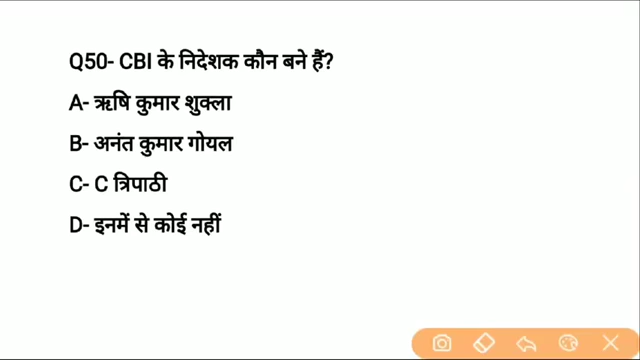 Q50- CBI के निदेशक कौन बने हैं?
A- ऋषि कुमार शुक्ला
B- अनंत कुमार गोयल
C- C त्रिपाठी
D- इनमें से कोई नहीं